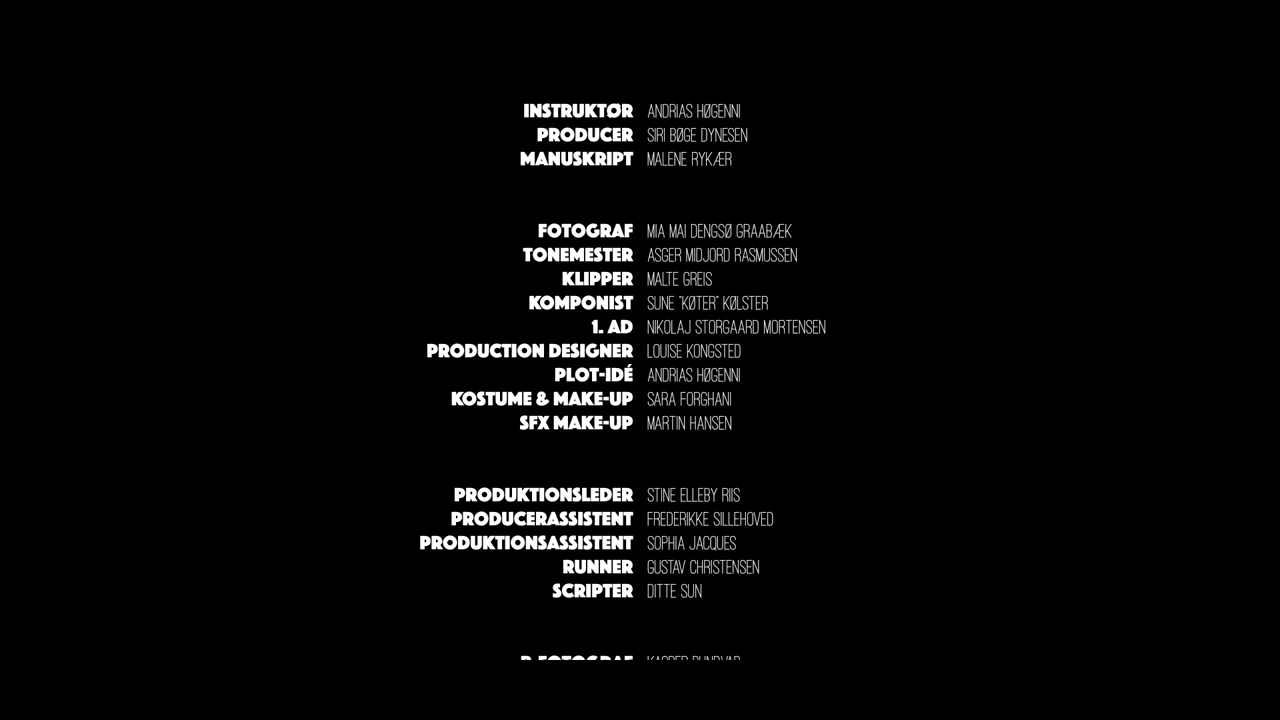 INSTRUKTØR ANDRIAS HØGENNI
PRODUCER SIRI BØGE DYNESEN
MANUSKRIPT MALENE RYKÆR
FOTOGRAF MIA MAI DENGSØ GRAABÆK
TONEMESTER ASGER MIDJORD RASMUSSEN
KLIPPER MALTE GREIS
KOMPONIST SUNE "KØTER" KØLSTER
1. AD NIKOLAJ STORGAARD MORTENSEN
PRODUCTION DESIGNER LOUISE KONGSTED
PLOT-IDÉ ANDRIAS HØGENNI
KOSTUME & MAKE-UP SARA FORGHANI
SFX MAKE-UP MARTIN HANSEN
PRODUKTIONSLEDER STINE ELLEBY RIIS
PRODUCERASSISTENT FREDERIKKE SILLEHOVED
PRODUKTIONSASSISTENT SOPHIA JACQUES
RUNNER GUSTAV CHRISTENSEN
SCRIPTER DITTE SUN